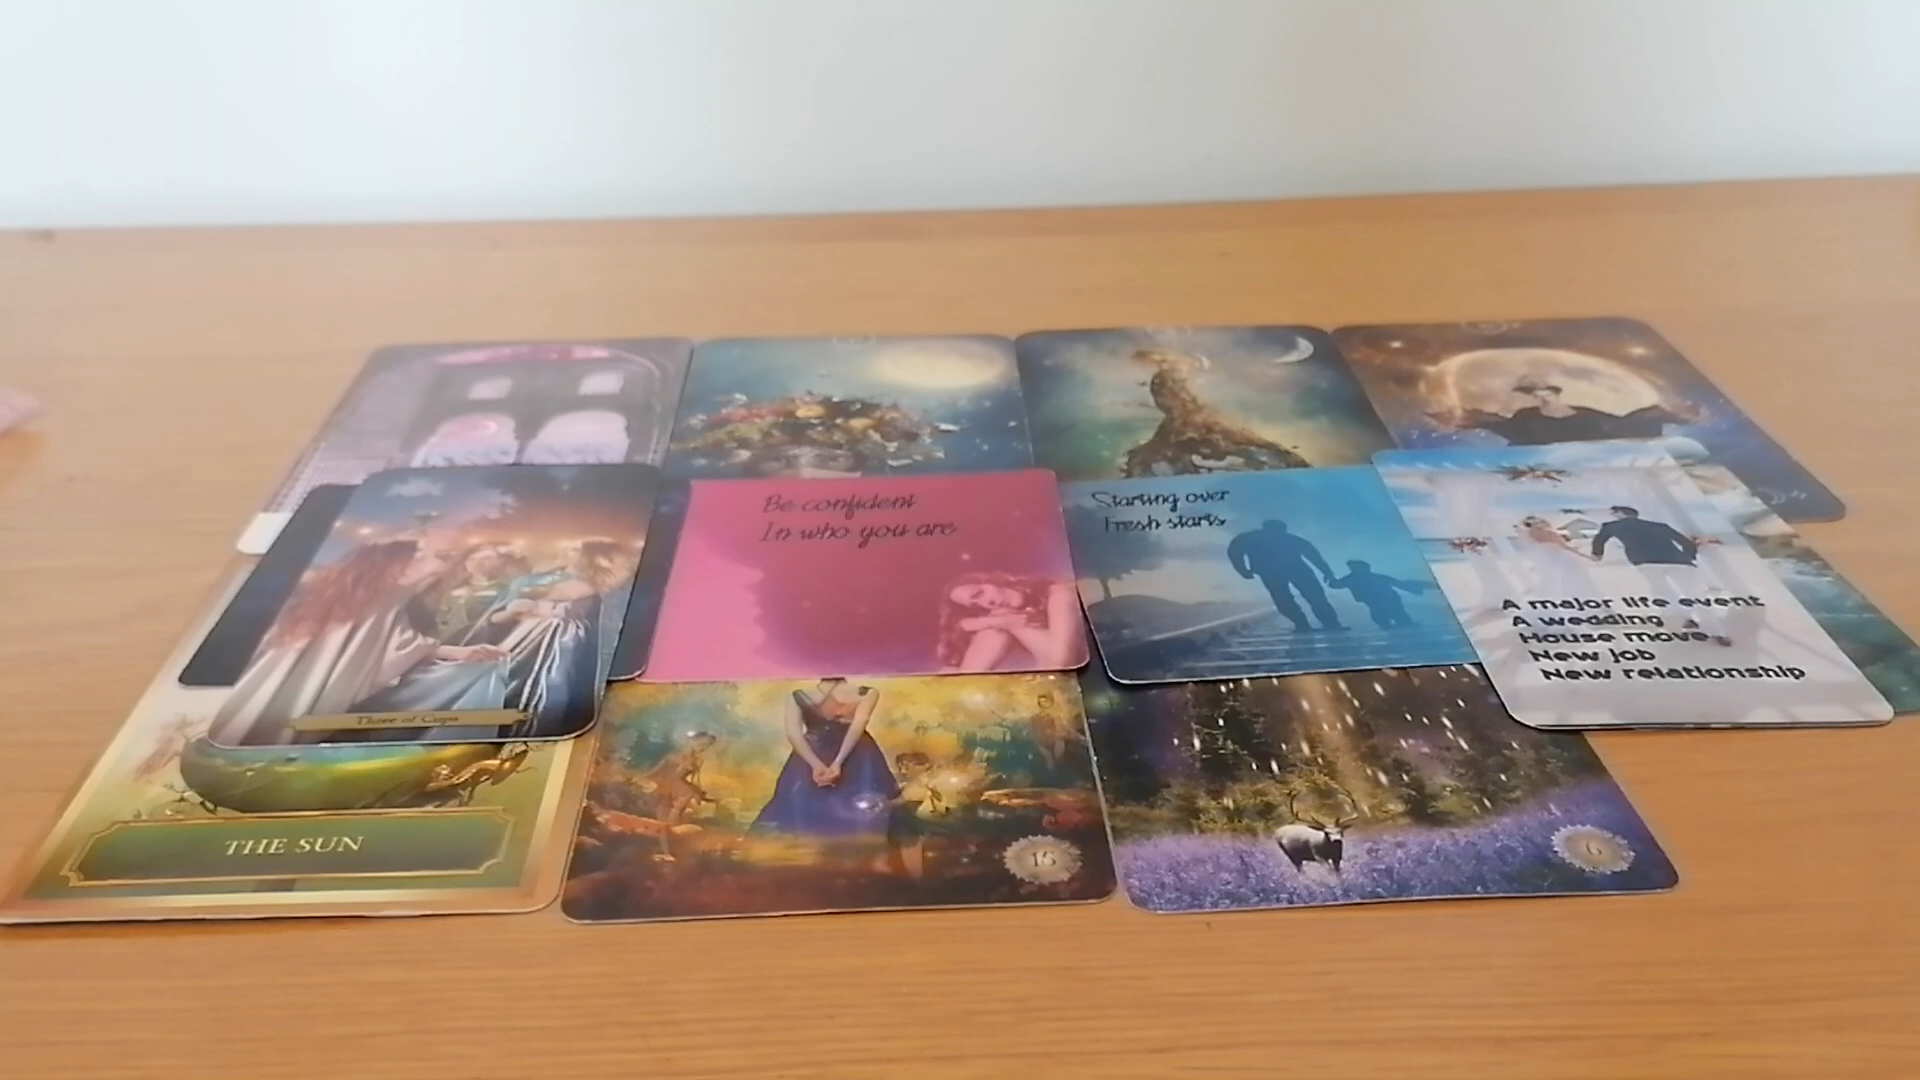 Be confident
In who you are
Starting over
Fresh starts
A major life event
A wedding
House move
New job
New relationship
Three of Cups
THE SUN
15
6